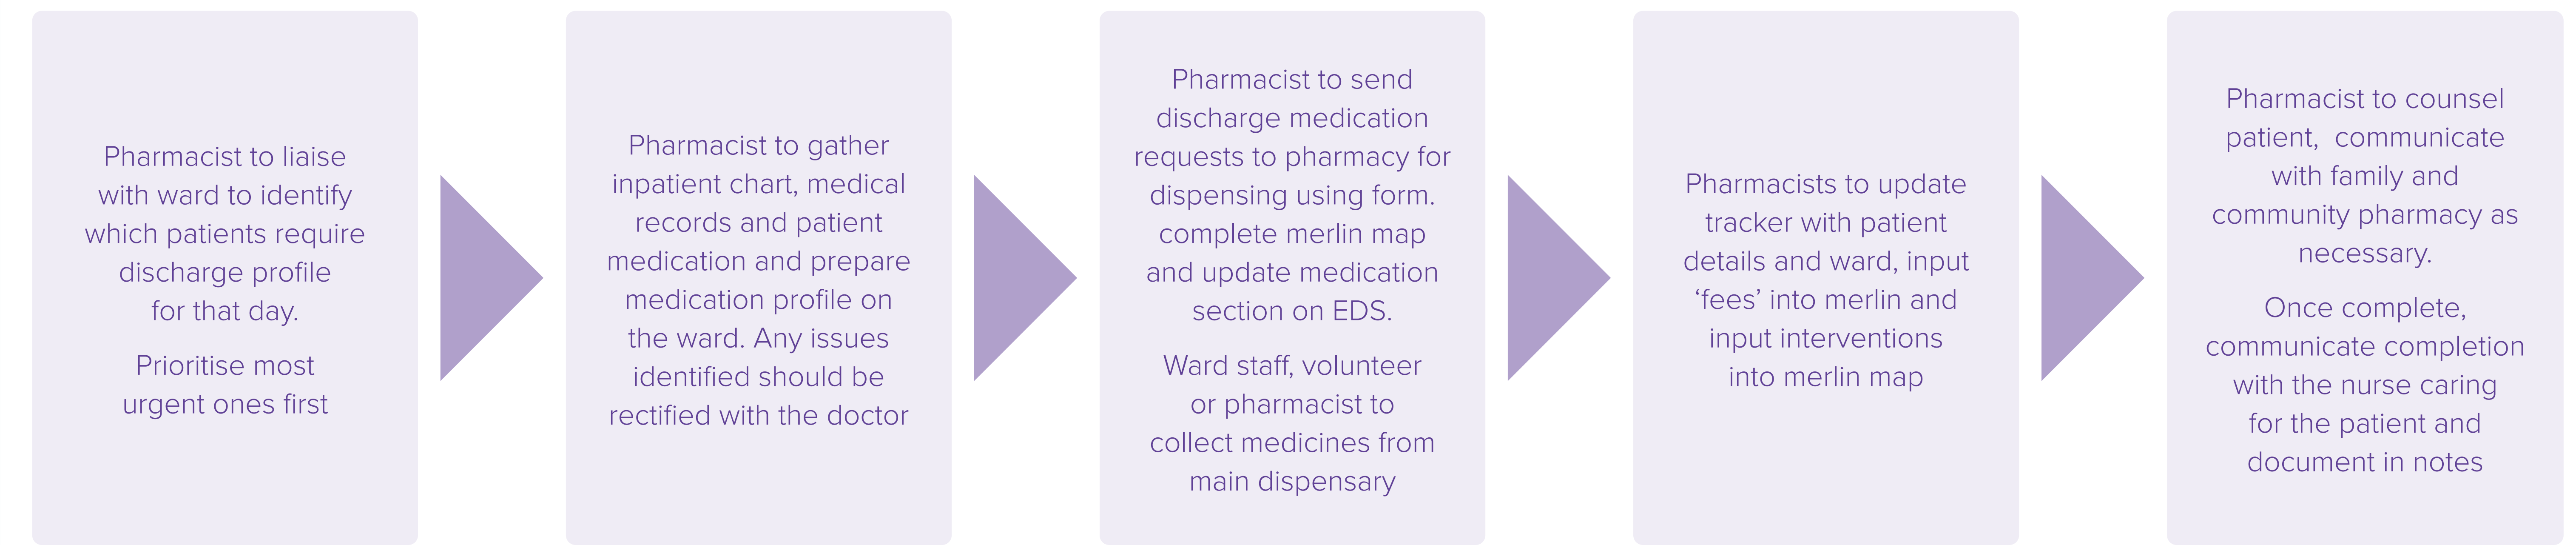 Pharmacist to liaise
with ward to identify
which patients require
discharge profile
for that day.
Prioritise most
urgent ones first
Pharmacist to gather
inpatient chart, medical
records and patient
medication and prepare
medication profile on
the ward. Any issues
identified should be
rectified with the doctor
Pharmacist to send
discharge medication
requests to pharmacy for
dispensing using form.
complete merlin map
and update medication
section on EDS.
Ward staff, volunteer
or pharmacist to
collect medicines from
main dispensary
Pharmacists to update
tracker with patient
details and ward, input
‘fees’ into merlin and
input interventions
into merlin map
Pharmacist to counsel
patient,  communicate
with family and
community pharmacy as
necessary.
Once complete,
communicate completion
with the nurse caring
for the patient and
document in notes